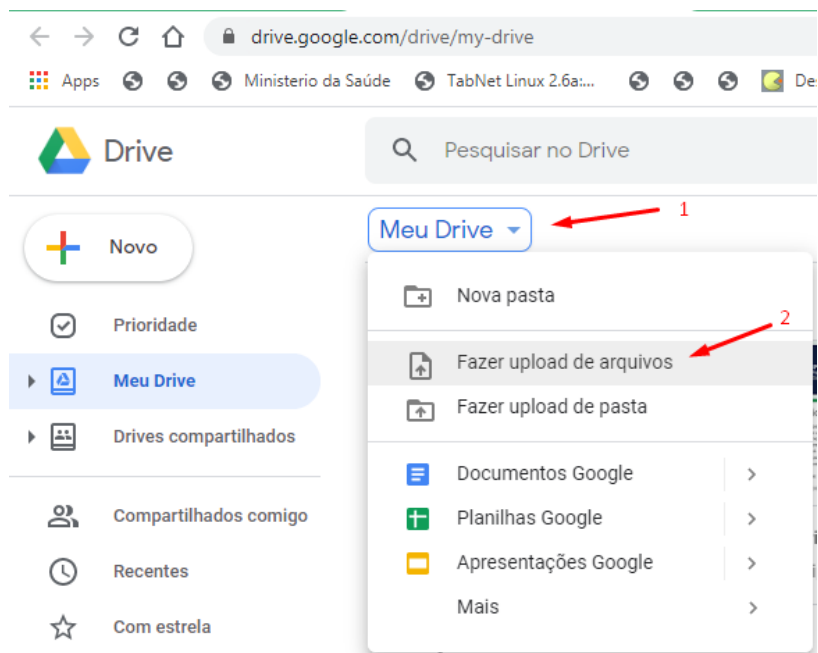 drive.google.com/drive/my-drive
Apps Ministerio da Saúde TabNet Linux 2.6a:... De
Drive Pesquisar no Drive
Meu Drive 1
Novo
Nova pasta
2
Prioridade
Fazer upload de arquivos
Meu Drive
Fazer upload de pasta
Drives compartilhados
Documentos Google
Compartilhados comigo
Planilhas Google
Apresentações Google
Recentes
Mais
Com estrela